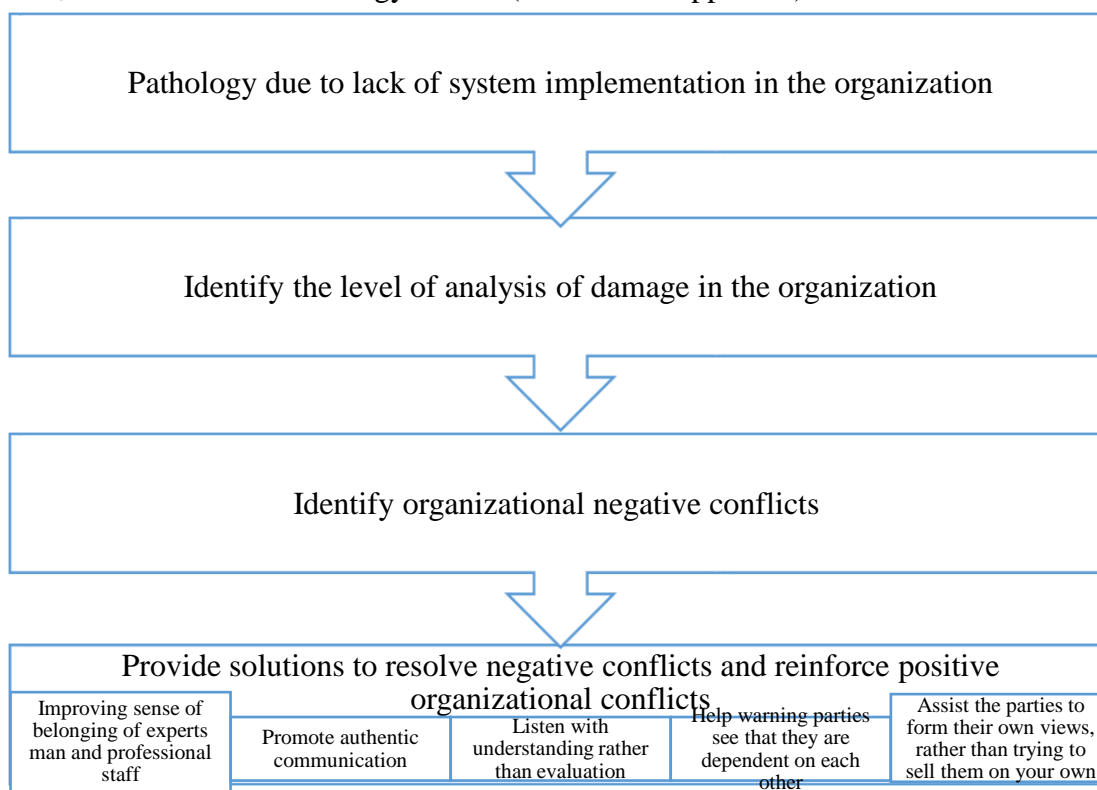 Pathology due to lack of system implementation in the organization
Identify the level of analysis of damage in the organization
Identify organizational negative conflicts
Provide solutions to resolve negative conflicts and reinforce positive
organizational conflicts
Improving sense of
belonging of experts
man and professional
staff
Promote authentic
communication
Listen with
understanding rather
than evaluation
Help warning parties
see that they are
dependent on each
other
Assist the parties to
form their own views,
rather than trying to
sell them on your own